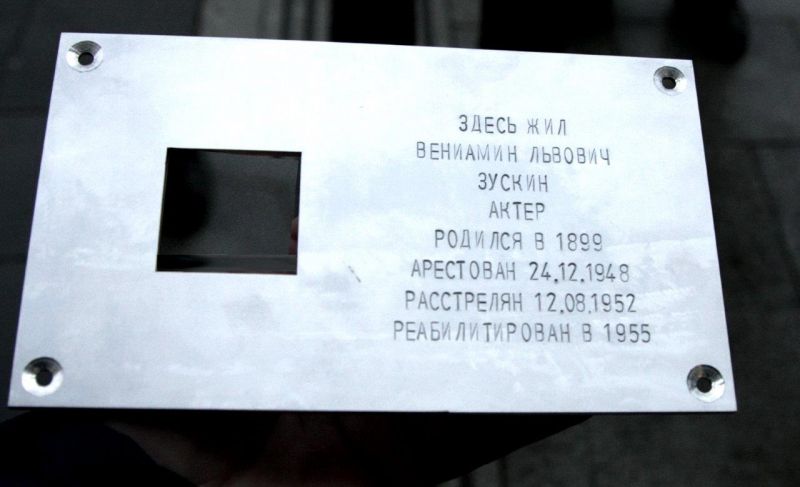 ЗДЕСЬ ЖИЛ
ВЕНИАМИН ЛЬВОВИЧ
ЗУСКИН
АКТЕР
РОДИЛСЯ В 1899
АРЕСТОВАН 24.12.1948
РАССТРЕЛЯН 12.08.1952
РЕАБИЛИТИРОВАН В 1955